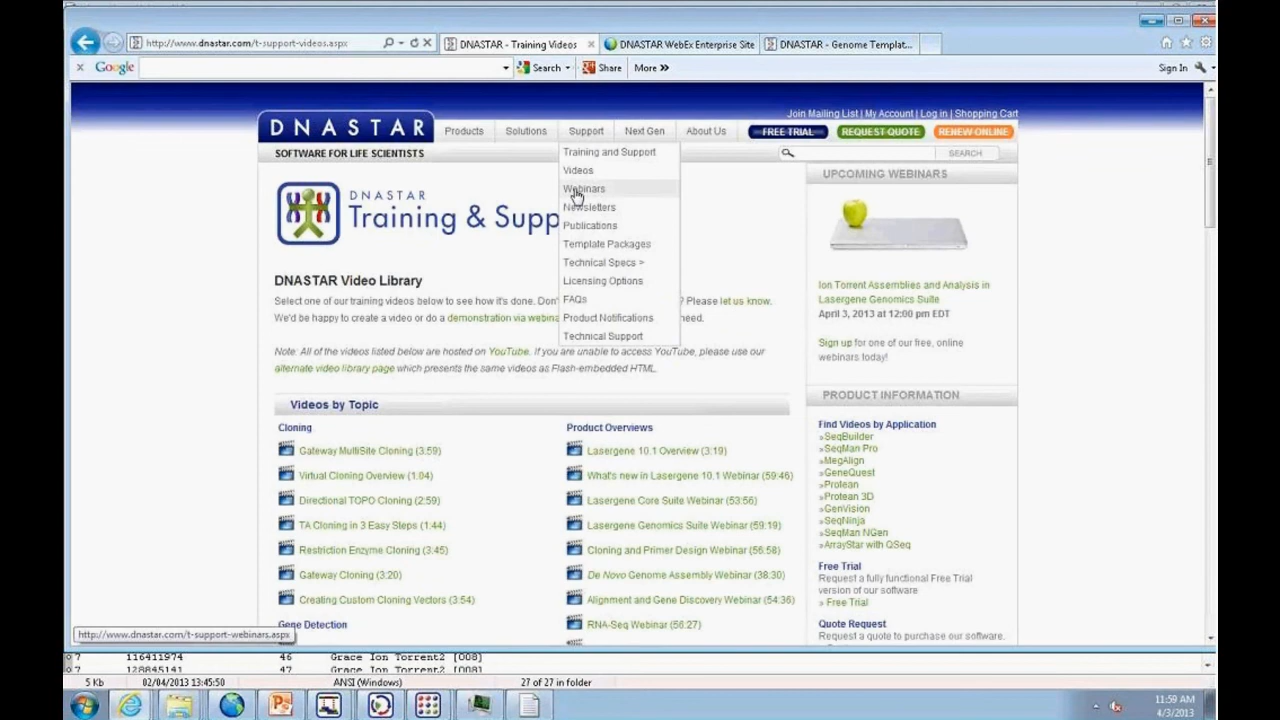 http://www.dnastar.com/t-support-videos.aspx
DNASTAR - Training Videos
DNASTAR WebEx Enterprise Site
DNASTAR - Genome Templat...
x Google
Search
Share
More »
Sign In
Join Mailing List | My Account | Log in | Shopping Cart
DNASTAR
Products
Solutions
Support
Next Gen
About Us
FREE TRIAL
REQUEST QUOTE
RENEW ONLINE
SOFTWARE FOR LIFE SCIENTISTS
SEARCH
Training and Support
Videos
Webinars
Newsletters
Publications
Template Packages
Technical Specs >
Licensing Options
FAQs
Product Notifications
Technical Support
DNASTAR
Training & Supp
DNASTAR Video Library
Select one of our training videos below to see how it's done. Don' ? Please let us know.
We'd be happy to create a video or do a demonstration via webina need.
Note: All of the videos listed below are hosted on YouTube. If you are unable to access YouTube, please use our
alternate video library page which presents the same videos as Flash-embedded HTML.
Videos by Topic
Cloning
Gateway MultiSite Cloning (3:59)
Virtual Cloning Overview (1:04)
Directional TOPO Cloning (2:59)
TA Cloning in 3 Easy Steps (1:44)
Restriction Enzyme Cloning (3:45)
Gateway Cloning (3:20)
Creating Custom Cloning Vectors (3:54)
Gene Detection
Product Overviews
Lasergene 10.1 Overview (3:19)
What's new in Lasergene 10.1 Webinar (59:46)
Lasergene Core Suite Webinar (53:56)
Lasergene Genomics Suite Webinar (59:19)
Cloning and Primer Design Webinar (56:58)
De Novo Genome Assembly Webinar (38:30)
Alignment and Gene Discovery Webinar (54:36)
RNA-Seq Webinar (56:27)
UPCOMING WEBINARS
Ion Torrent Assemblies and Analysis in
Lasergene Genomics Suite
April 3, 2013 at 12:00 pm EDT
Sign up for one of our free, online
webinars today!
PRODUCT INFORMATION
Find Videos by Application
»SeqBuilder
»SeqMan Pro
»MegAlign
»GeneQuest
»Protean
»Protean 3D
»GenVision
»SeqNinja
»SeqMan NGen
»ArrayStar with QSeq
Free Trial
Request a fully functional Free Trial
version of our software
» Free Trial
Quote Request
Request a quote to purchase our software.
http://www.dnastar.com/t-support-webinars.aspx
7 116411974 46 Grace Ion Torrent2 [008]
7 128845141 47 Grace Ion Torrent2 [008]
5 Kb 02/04/2013 13:45:50 ANSI (Windows) 27 of 27 in folder
11:59 AM
4/3/2013